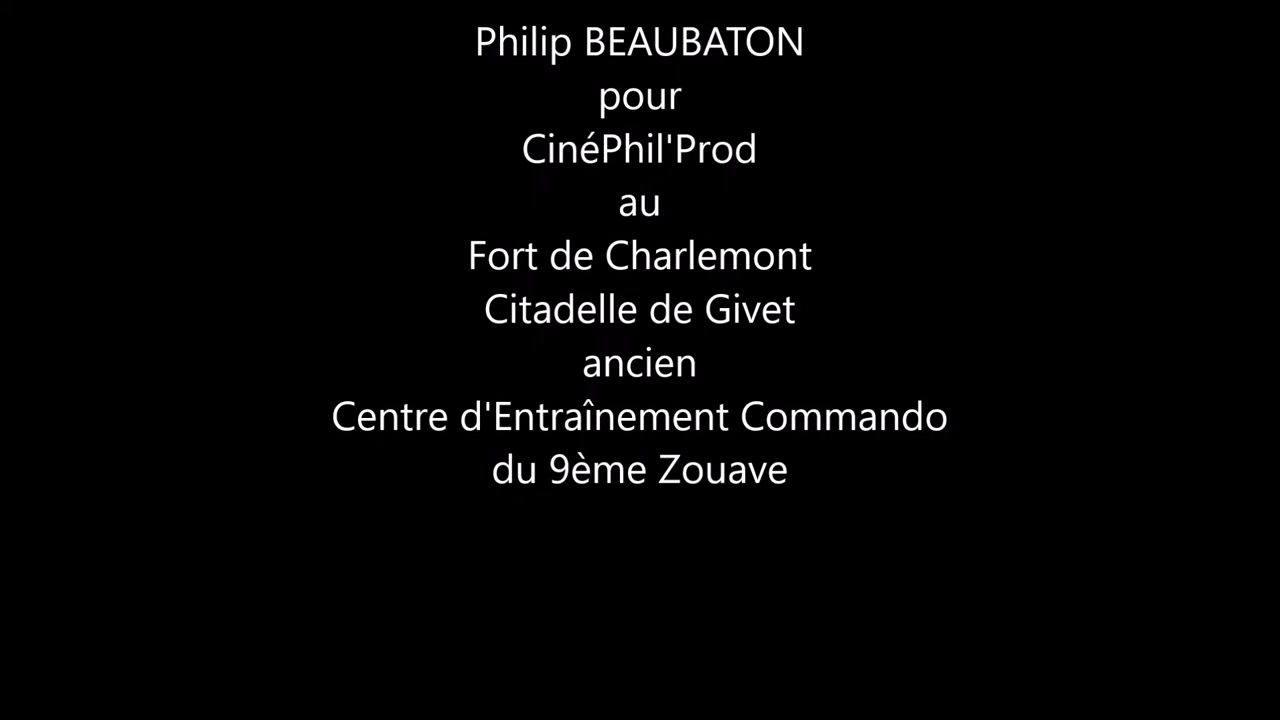 Philip BEAUBATON
pour
CinéPhil'Prod
au
Fort de Charlemont
Citadelle de Givet
ancien
Centre d'Entraînement Commando
du 9ème Zouave